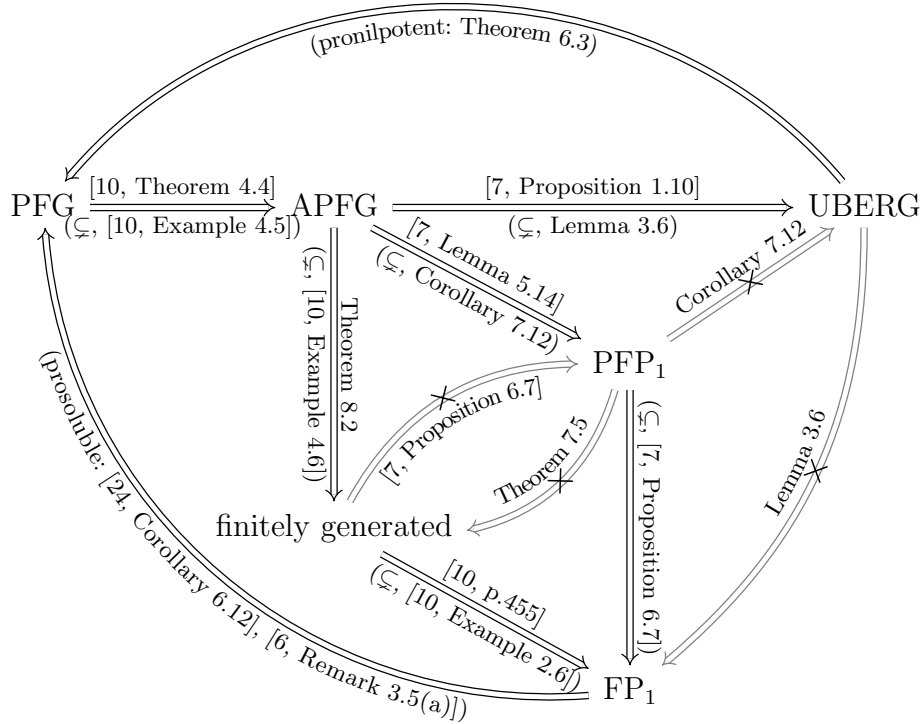 (pronilpotent: Theorem 6.3)
PFG
[10, Theorem 4.4]
(⊊, [10, Example 4.5])
APFG
[7, Proposition 1.10]
(⊊, Lemma 3.6)
UBERG
[7, Lemma 5.14]
(⊊, Corollary 7.12)
Corollary 7.12
Theorem 8.2
(⊊, [10, Example 4.6])
PFP₁
[7, Proposition 6.7]
Theorem 7.5
(⊊, [7, Proposition 6.7])
Lemma 3.6
finitely generated
[10, p.455]
(⊊, [10, Example 2.6])
(prosoluble: [24, Corollary 6.12], [6, Remark 3.5(a)])
FP₁